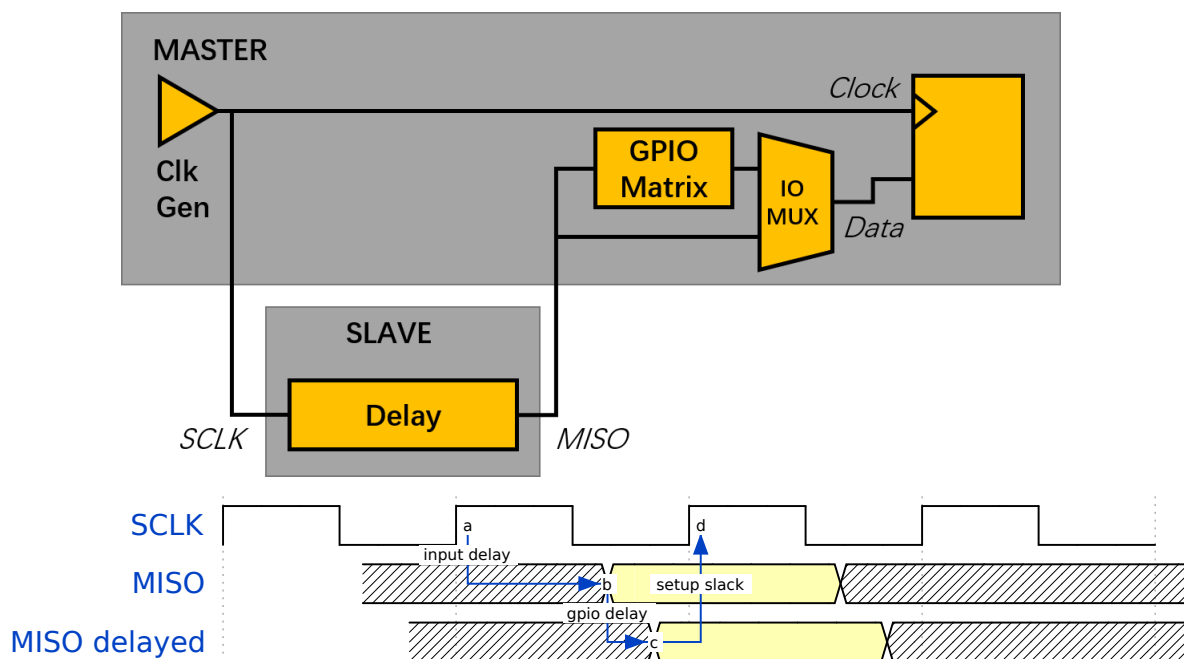 MASTER
Clk
Gen
Clock
GPIO
Matrix
IO
MUX
Data
SLAVE
Delay
SCLK
MISO
SCLK
a
d
input delay
MISO
b
setup slack
gpio delay
MISO delayed
c